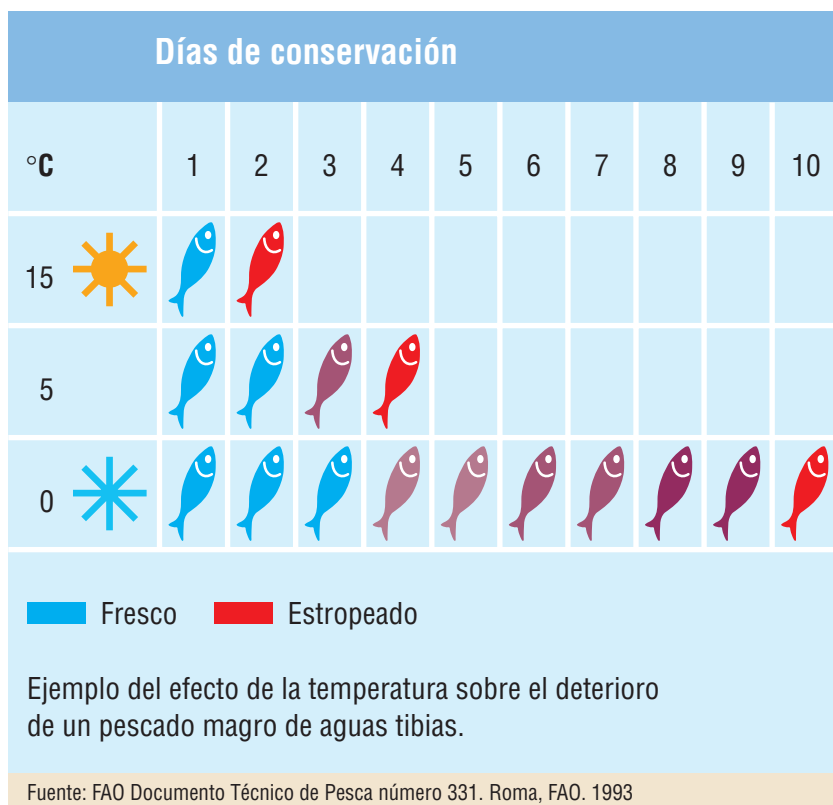 Días de conservación
°C 1 2 3 4 5 6 7 8 9 10
15
5
0
Fresco Estropeado
Ejemplo del efecto de la temperatura sobre el deterioro
de un pescado magro de aguas tibias.
Fuente: FAO Documento Técnico de Pesca número 331. Roma, FAO. 1993